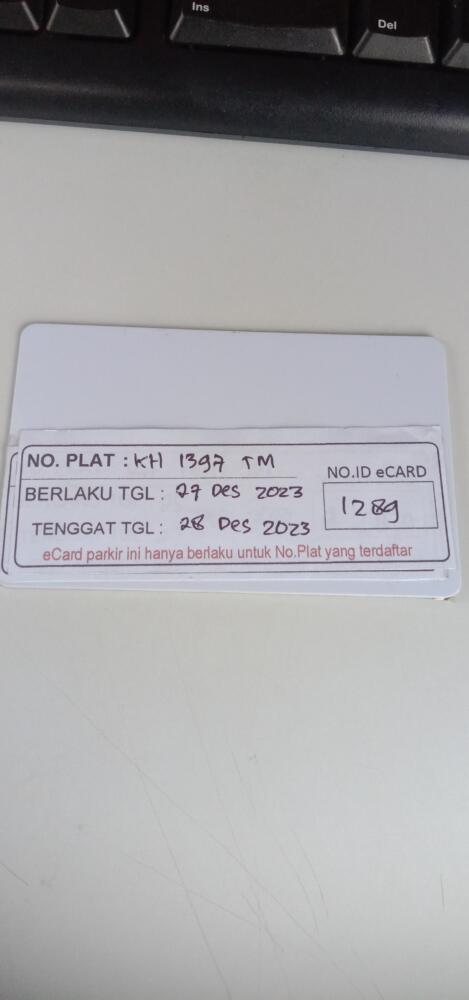 Ins
Del
NO. PLAT : KH 1397 TM
NO.ID eCARD
BERLAKU TGL : 27 Des 2023
1289
TENGGAT TGL : 28 Des 2023
eCard parkir ini hanya berlaku untuk No.Plat yang terdaftar